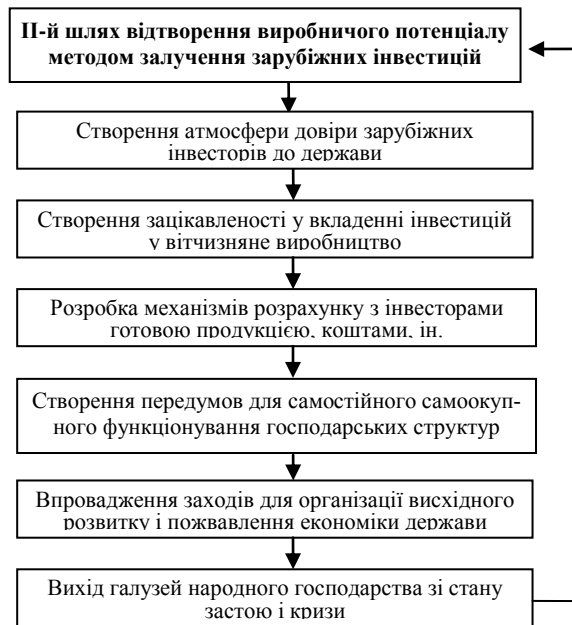 ІІ-й шлях відтворення виробничого потенціалу
методом залучення зарубіжних інвестицій
Створення атмосфери довіри зарубіжних
інвесторів до держави
Створення зацікавленості у вкладенні інвестицій
у вітчизняне виробництво
Розробка механізмів розрахунку з інвесторами
готовою продукцією, коштами, ін.
Створення передумов для самостійного самоокуп-
ного функціонування господарських структур
Впровадження заходів для організації висхідного
розвитку і пожвавлення економіки держави
Вихід галузей народного господарства зі стану
застою і кризи